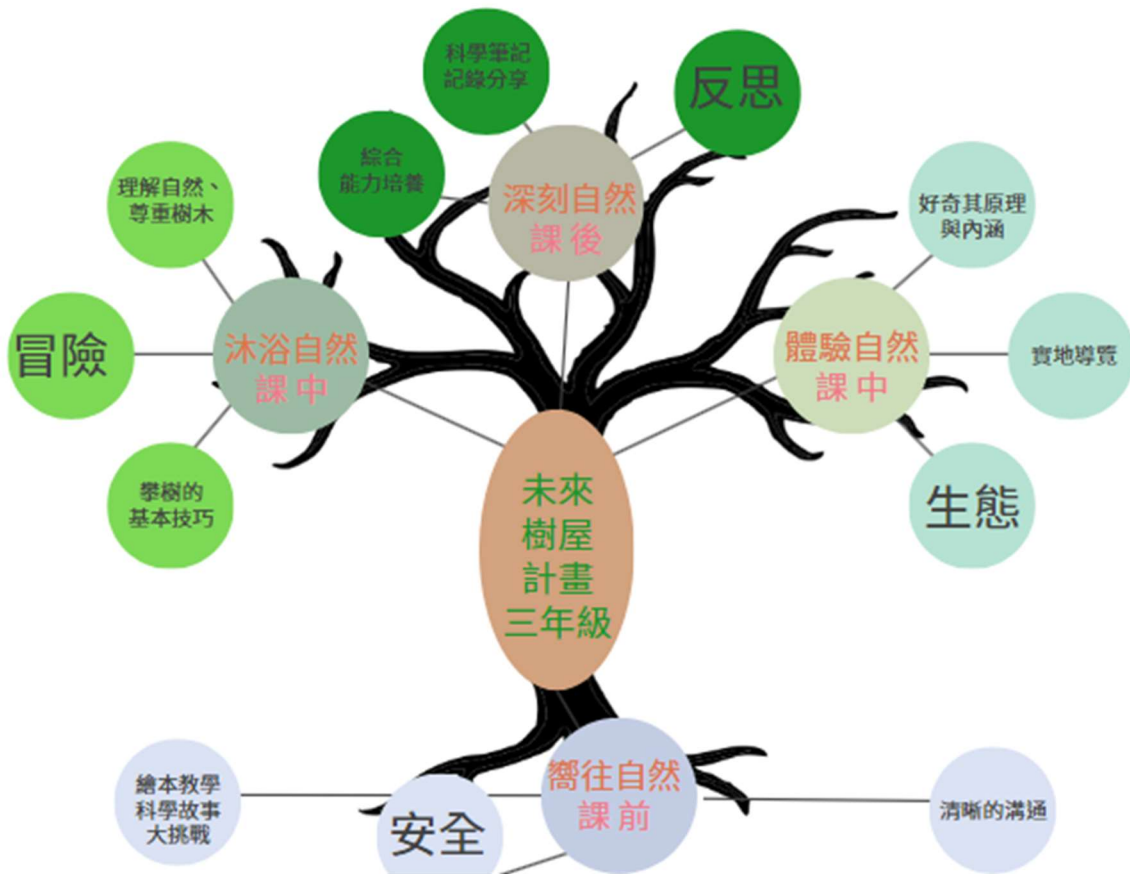 科學筆記
記錄分享
反思
綜合
能力培養
深刻自然
課後
理解自然、
尊重樹木
好奇其原理
與內涵
冒險
沐浴自然
課中
體驗自然
課中
實地導覽
攀樹的
基本技巧
生態
未來
樹屋
計畫
三年級
嚮往自然
課前
繪本教學
科學故事
大挑戰
安全
清晰的溝通